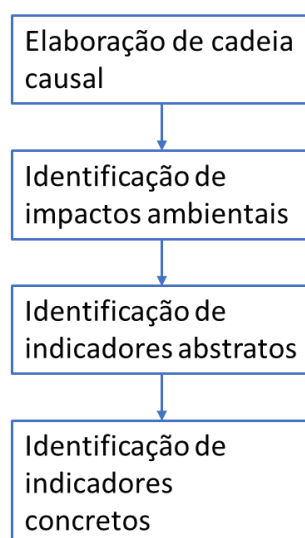 Elaboração de cadeia
causal
Identificação de
impactos ambientais
Identificação de
indicadores abstratos
Identificação de
indicadores
concretos